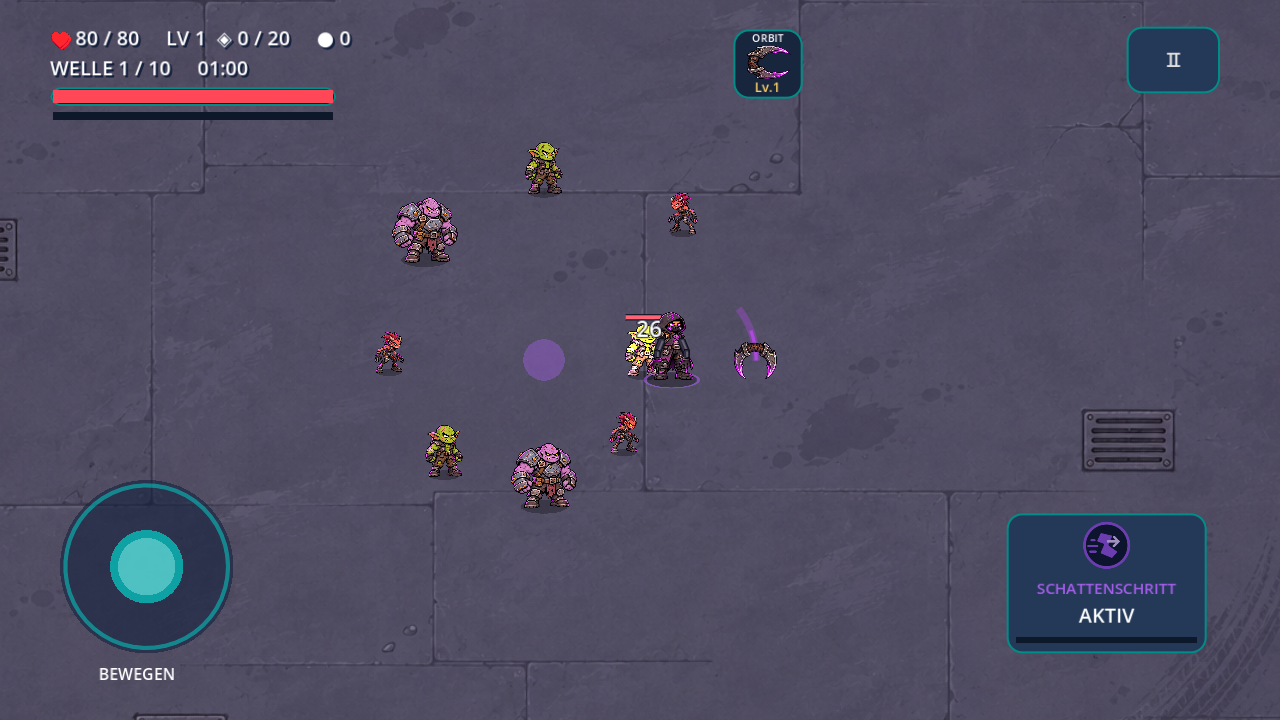 80 / 80 LV 1 0 / 20 0
WELLE 1 / 10 01:00
ORBIT
Lv.1
II
26
BEWEGEN
SCHATTENSCHRITT
AKTIV